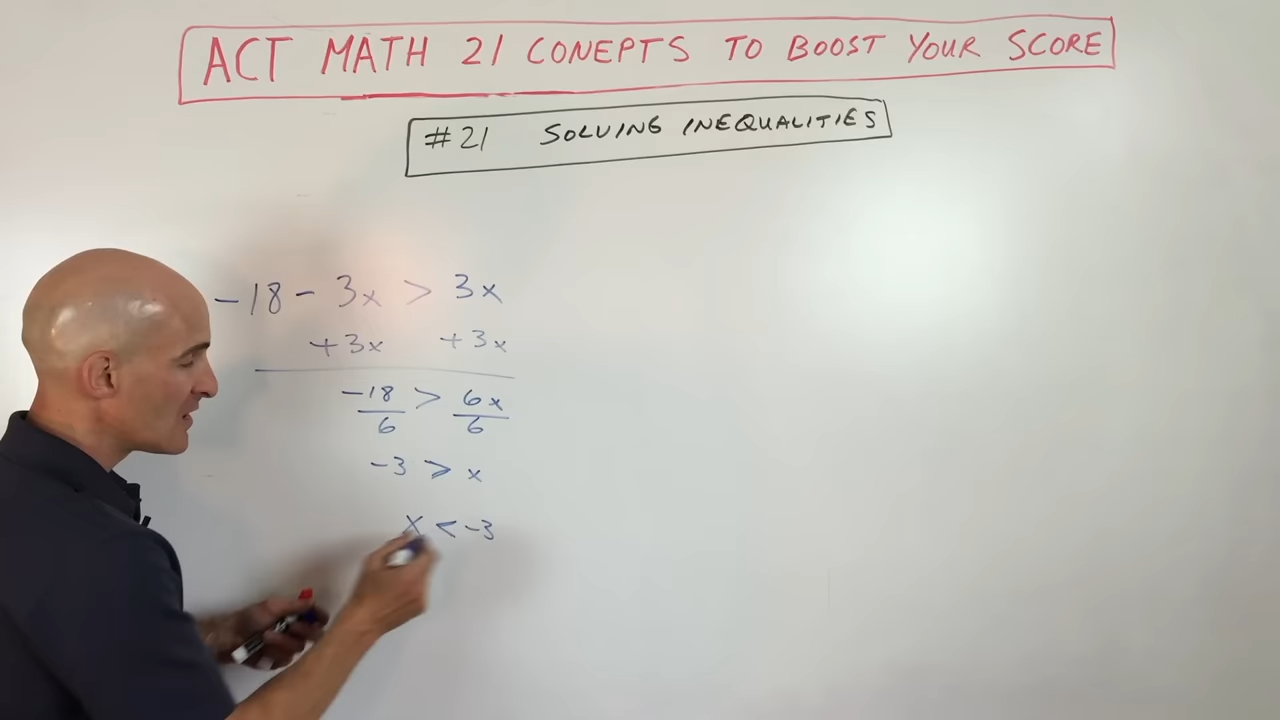 ACT MATH 21 CONEPTS TO BOOST YOUR SCORE
#21 SOLVING INEQUALITIES
-18 - 3x > 3x
+3x +3x
-18 > 6x
6 6
-3 > x
x < -3